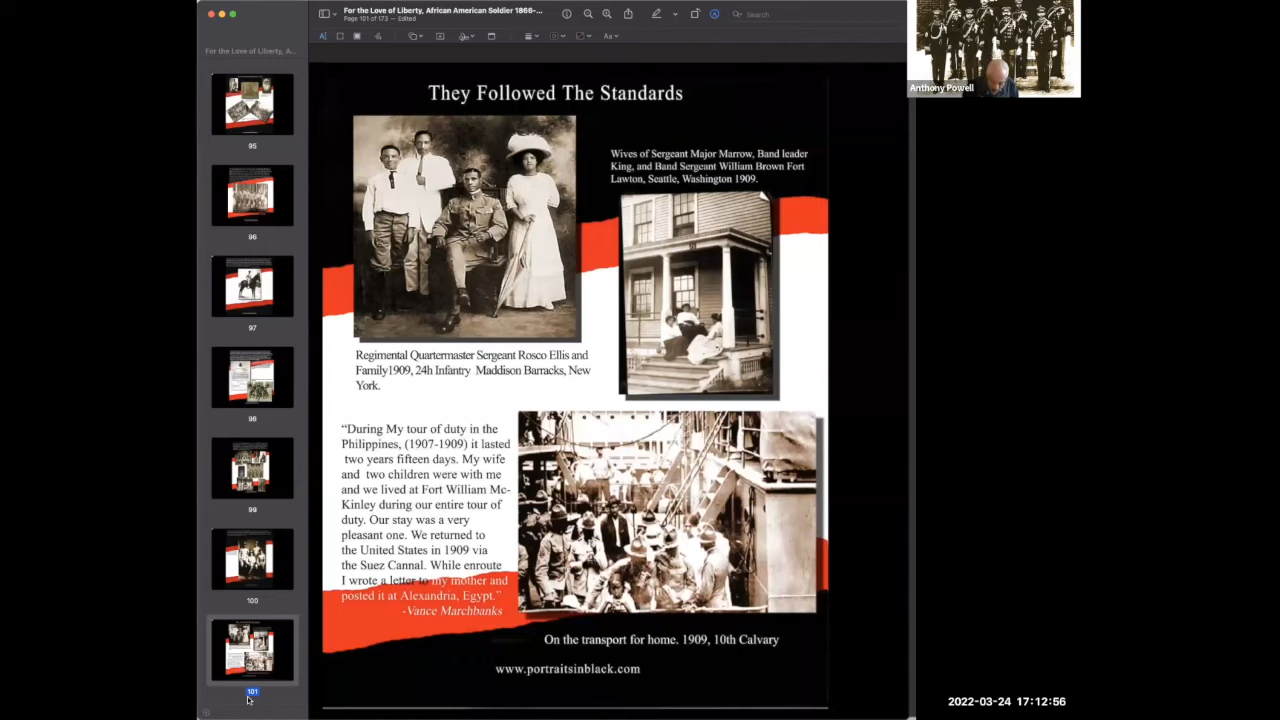 For the Love of Liberty, African American Soldier 1866-...
Page 101 of 173 — Edited
Search
For the Love of Liberty, A...
95
96
97
98
99
100
101
They Followed The Standards
Wives of Sergeant Major Marrow, Band leader
King, and Band Sergeant William Brown Fort
Lawton, Seattle, Washington 1909.
Regimental Quartermaster Sergeant Rosco Ellis and
Family1909, 24h Infantry Maddison Barracks, New
York.
“During My tour of duty in the
Philippines, (1907-1909) it lasted
two years fifteen days. My wife
and two children were with me
and we lived at Fort William Mc-
Kinley during our entire tour of
duty. Our stay was a very
pleasant one. We returned to
the United States in 1909 via
the Suez Cannal. While enroute
I wrote a letter to my mother and
posted it at Alexandria, Egypt.”
-Vance Marchbanks
On the transport for home. 1909, 10th Calvary
www.portraitsinblack.com
Anthony Powell
2022-03-24 17:12:56